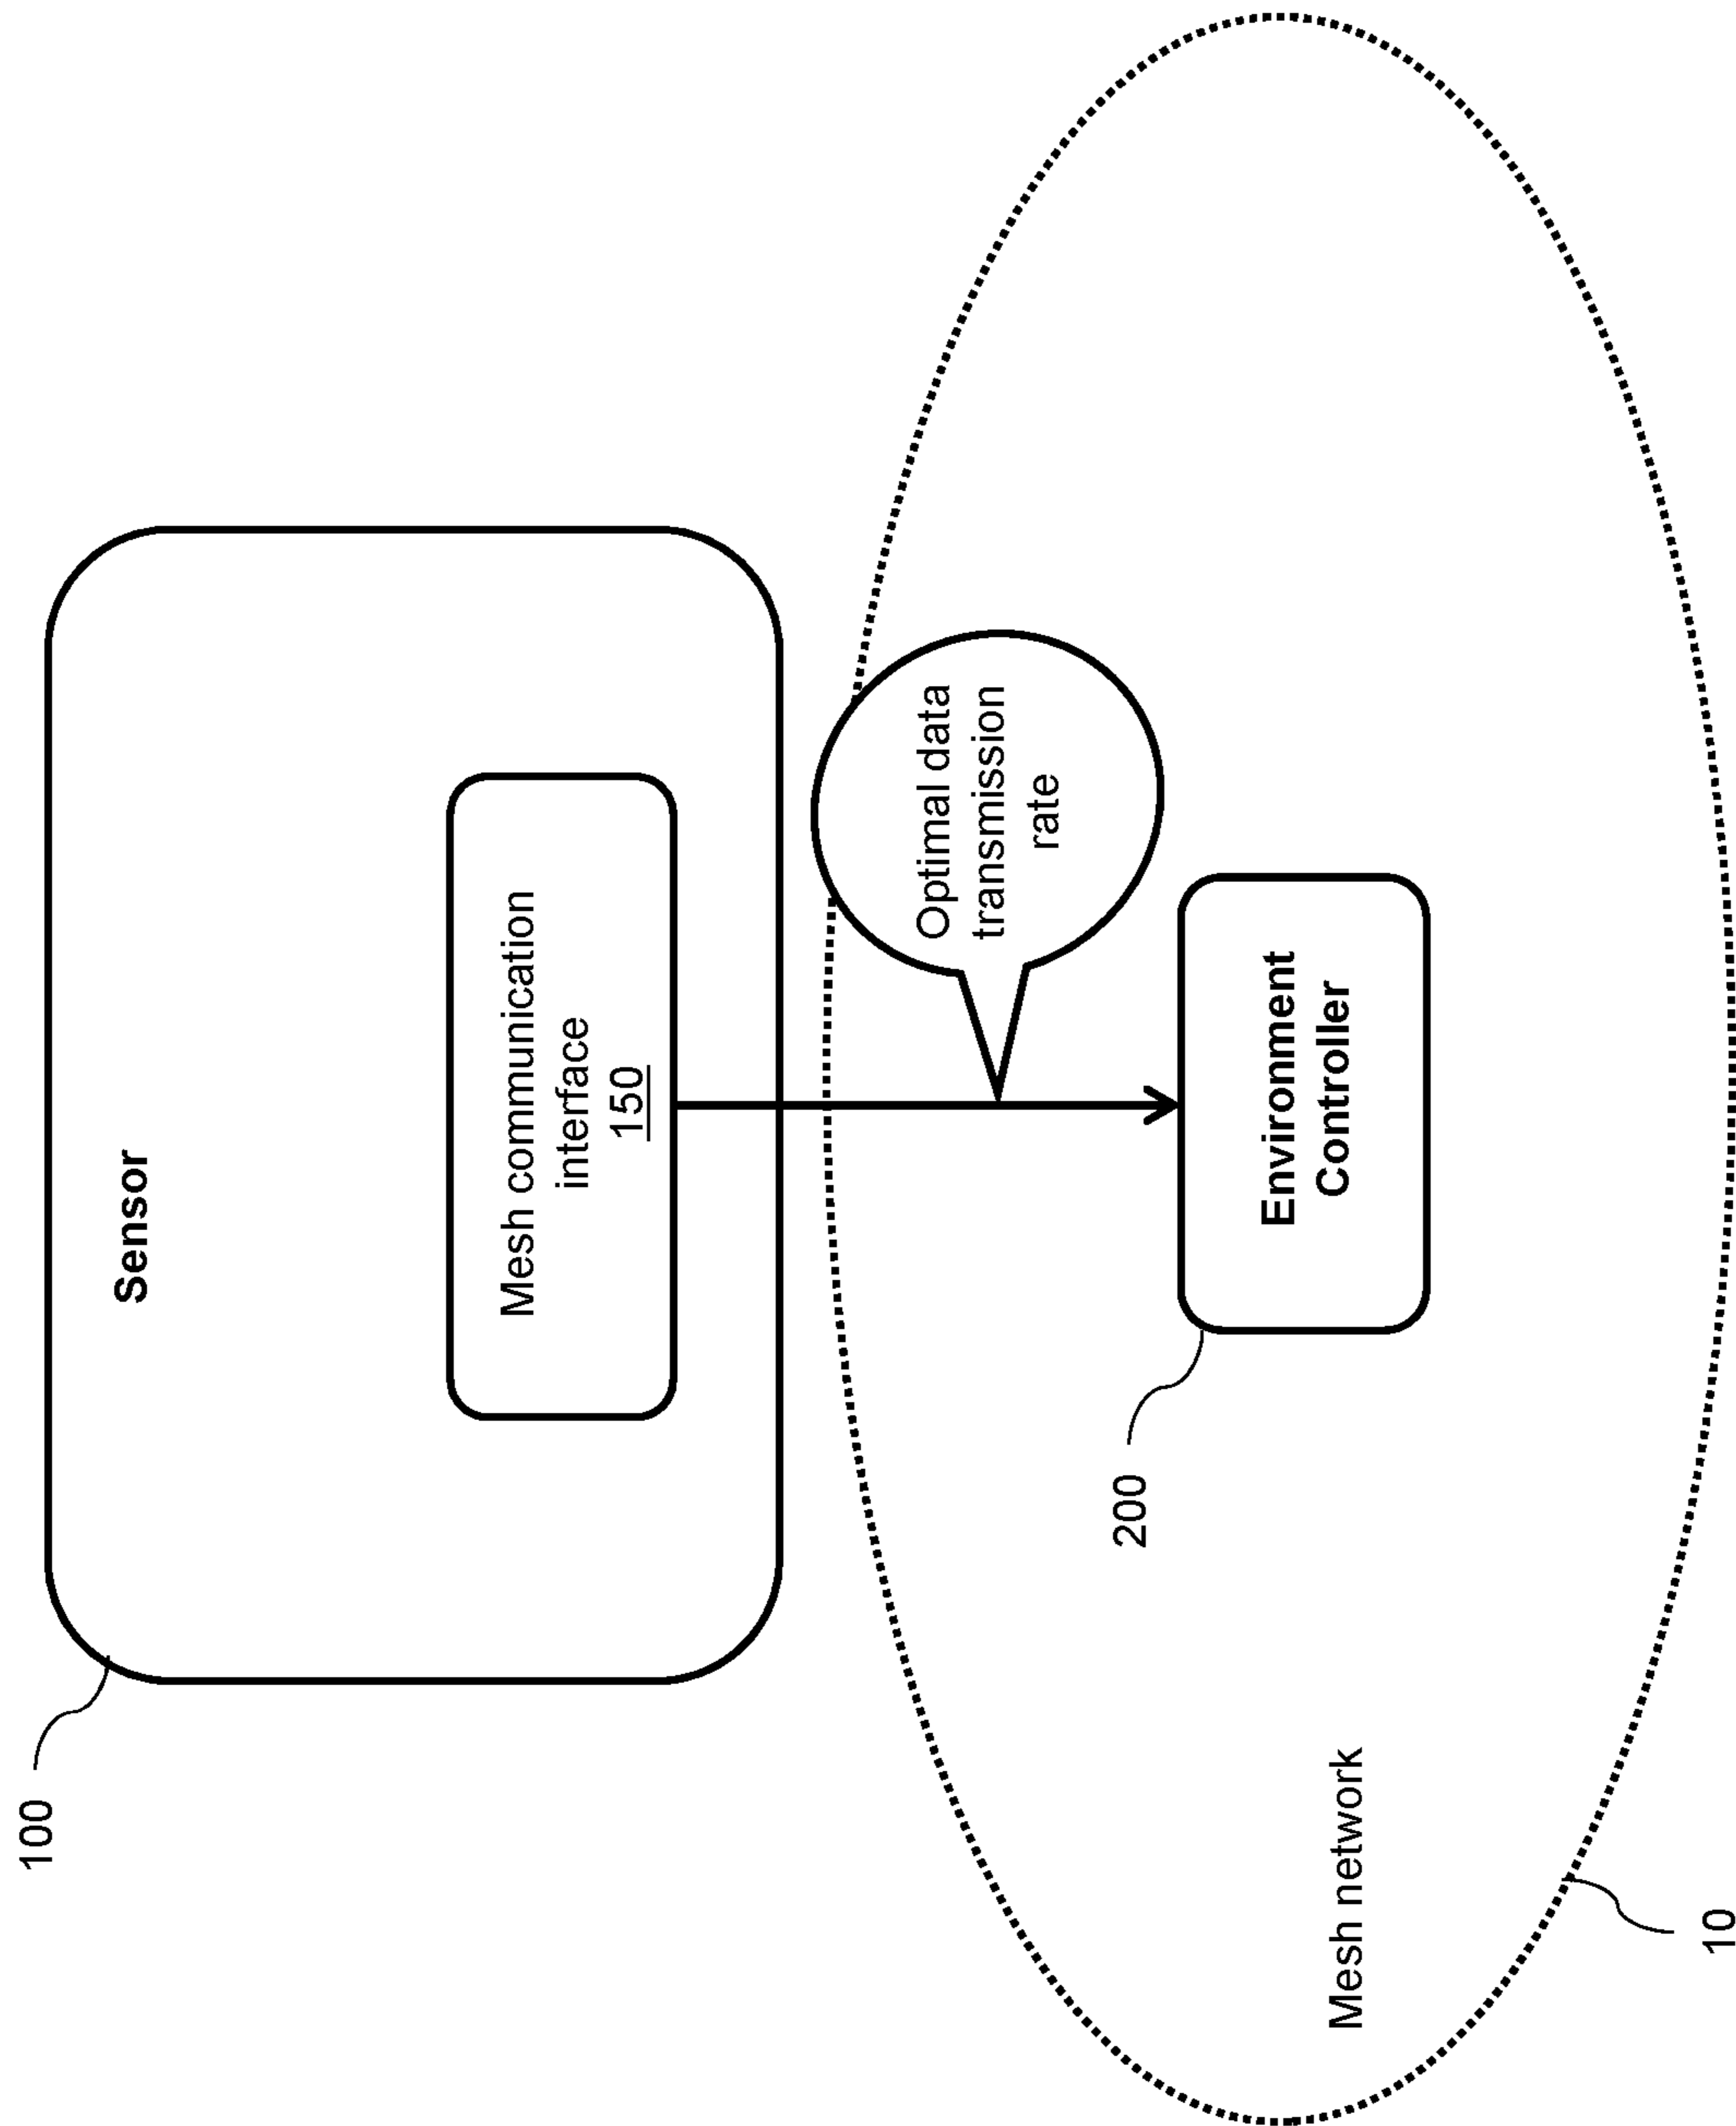 100
Sensor
Mesh communication
interface
150
Optimal data
transmission
rate
200
Environment
Controller
Mesh network
10